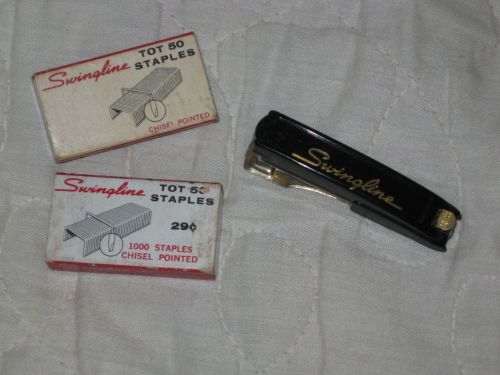 Swingline
TOT 50
STAPLES
CHISEL POINTED
Swingline
TOT 50
STAPLES
29¢
1000 STAPLES
CHISEL POINTED
Swingline